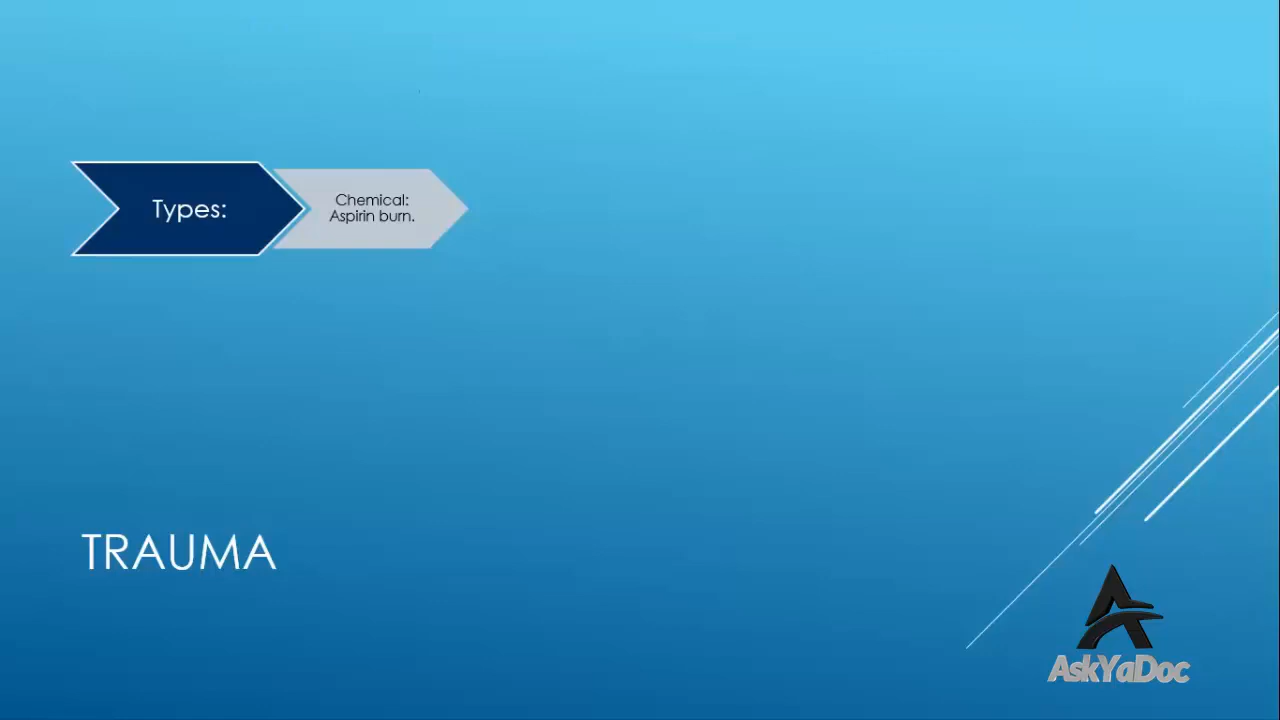 Types:
Chemical:
Aspirin burn.
TRAUMA
AskYaDoc